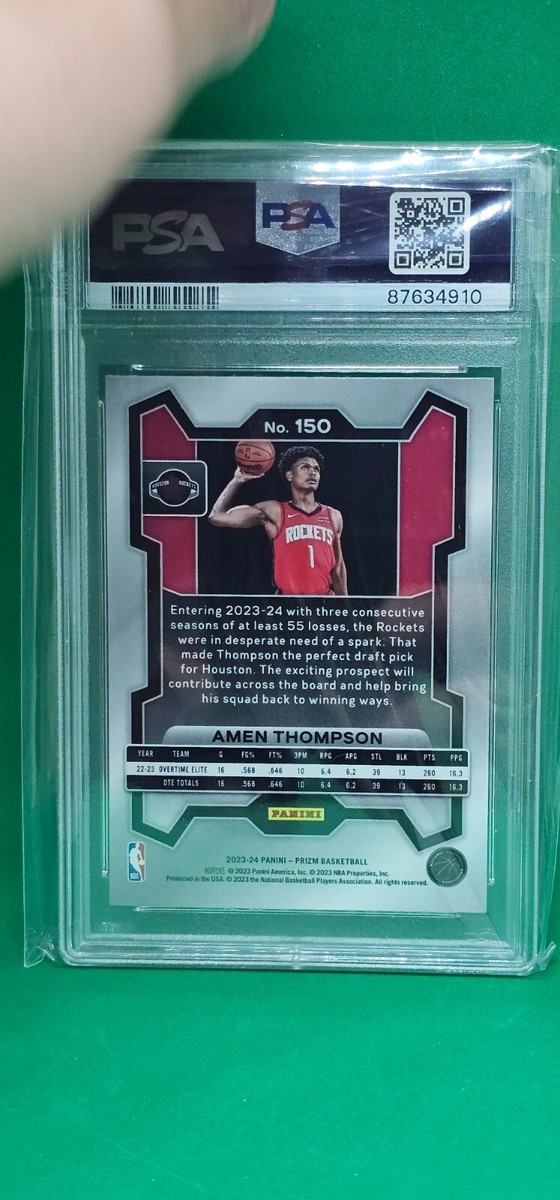 PSA
PSA
87634910
No. 150
HOUSTON ROCKETS
ROCKETS
1
Entering 2023-24 with three consecutive
seasons of at least 55 losses, the Rockets
were in desperate need of a spark. That
made Thompson the perfect draft pick
for Houston. The exciting prospect will
contribute across the board and help bring
his squad back to winning ways.
AMEN THOMPSON
YEAR TEAM G FG% FT% 3PM RPG APG STL BLK PTS PPG
22-23 OVERTIME ELITE 16 .568 .646 10 6.4 6.2 39 13 260 16.3
OTE TOTALS 16 .568 .646 10 6.4 6.2 39 13 260 16.3
PANINI
2023-24 PANINI – PRIZM BASKETBALL
© 2023 Panini America, Inc. © 2023 NBA Properties, Inc.
in the USA. © 2023 the National Basketball Players Association. All rights reserved.
NBA